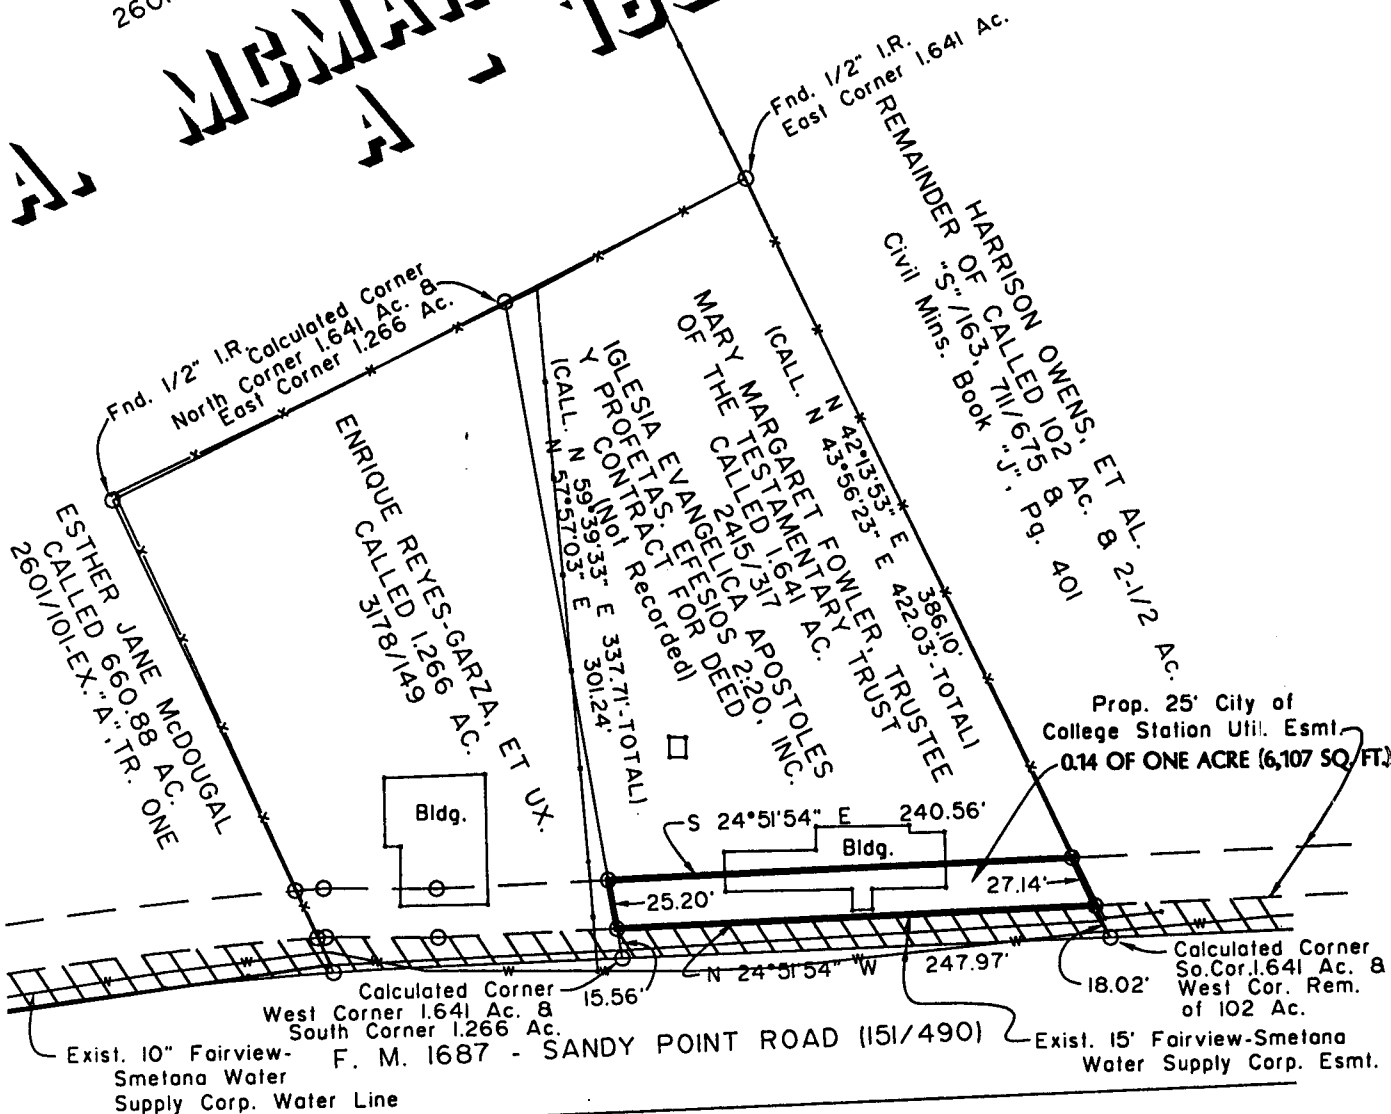 260
A. McMA
A - 
Fnd. 1/2" I.R.
East Corner 1.641 Ac.
HARRISON OWENS, ET AL.
REMAINDER OF CALLED 102 Ac. & 2-1/2 Ac.
"S"/163, 711/675 &
Civil Mins. Book "J", Pg. 401
Calculated Corner
North Corner 1.641 Ac. &
East Corner 1.266 Ac.
Fnd. 1/2" I.R.
ESTHER JANE McDOUGAL
CALLED 660.88 AC.
2601/101-EX."A",TR. ONE
ENRIQUE REYES-GARZA, ET UX.
CALLED 1.266 AC.
3178/149
(CALL. N 59°39'33" E 337.71'-TOTAL)
N 57°57'03" E 301.24'
IGLESIA EVANGELICA APOSTOLES
Y PROFETAS. EFESIOS 2:20, INC.
CONTRACT FOR DEED
(Not Recorded)
MARY MARGARET FOWLER, TRUSTEE
OF THE TESTAMENTARY TRUST
CALLED 1.641 AC.
2415/317
N 42°13'53" E 386.10'
(CALL. N 43°56'23" E 422.03'-TOTAL)
Prop. 25' City of
College Station Util. Esmt.
0.14 OF ONE ACRE (6,107 SQ. FT.)
Bldg.
S 24°51'54" E 240.56'
Bldg.
25.20'
27.14'
N 24°51'54" W 247.97'
15.56'
18.02'
Calculated Corner
West Corner 1.641 Ac. &
South Corner 1.266 Ac.
Calculated Corner
So.Cor.1.641 Ac. &
West Cor. Rem.
of 102 Ac.
W W W W W W W W
F. M. 1687 - SANDY POINT ROAD (151/490)
Exist. 10" Fairview-
Smetana Water
Supply Corp. Water Line
Exist. 15' Fairview-Smetana
Water Supply Corp. Esmt.